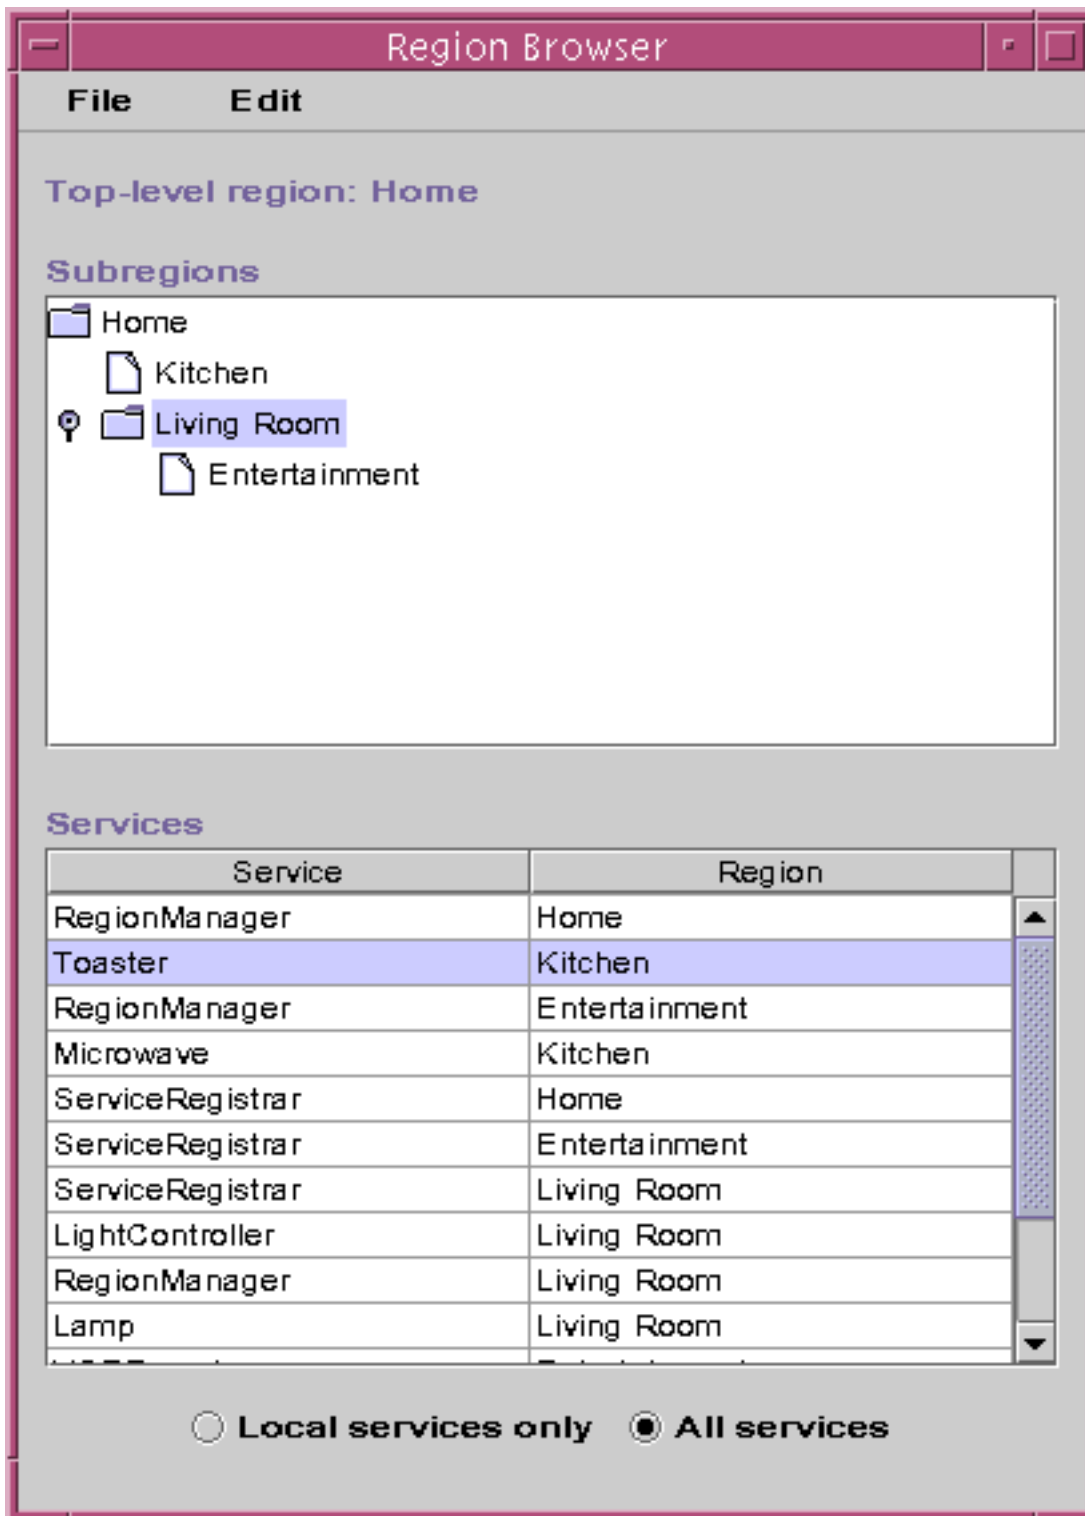 Region Browser
File Edit
Top-level region: Home
Subregions
Home
Kitchen
Living Room
Entertainment
Services
Service Region
RegionManager Home
Toaster Kitchen
RegionManager Entertainment
Microwave Kitchen
ServiceRegistrar Home
ServiceRegistrar Entertainment
ServiceRegistrar Living Room
LightController Living Room
RegionManager Living Room
Lamp Living Room
Local services only All services